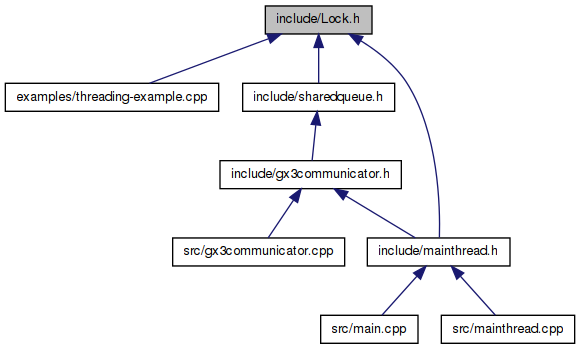 include/Lock.h
examples/threading-example.cpp
include/sharedqueue.h
include/gx3communicator.h
src/gx3communicator.cpp
include/mainthread.h
src/main.cpp
src/mainthread.cpp